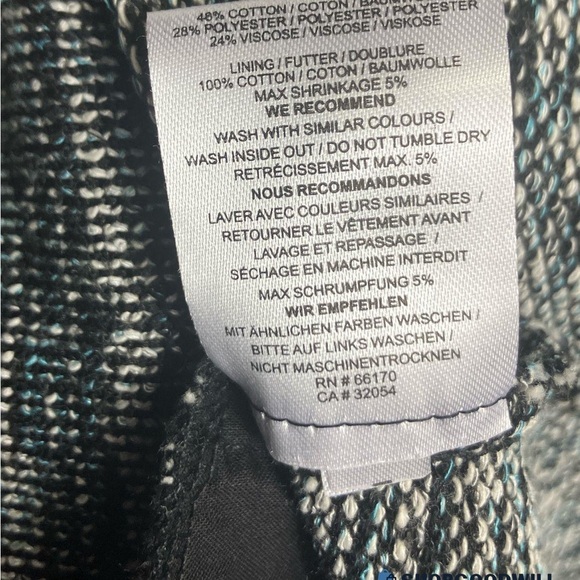 48% COTTON / COTON / BAUMWOLLE
28% POLYESTER / POLYESTER / POLYESTER
24% VISCOSE / VISCOSE / VISKOSE
LINING / FUTTER / DOUBLURE
100% COTTON / COTON / BAUMWOLLE
MAX SHRINKAGE 5%
WE RECOMMEND
WASH WITH SIMILAR COLOURS /
WASH INSIDE OUT / DO NOT TUMBLE DRY
RETRÉCISSEMENT MAX. 5%
NOUS RECOMMANDONS
LAVER AVEC COULEURS SIMILAIRES /
RETOURNER LE VÊTEMENT AVANT
LAVAGE ET REPASSAGE /
SÉCHAGE EN MACHINE INTERDIT
MAX SCHRUMPFUNG 5%
WIR EMPFEHLEN
MIT ÄHNLICHEN FARBEN WASCHEN /
BITTE AUF LINKS WASCHEN /
NICHT MASCHINENTROCKNEN
RN # 66170
CA # 32054